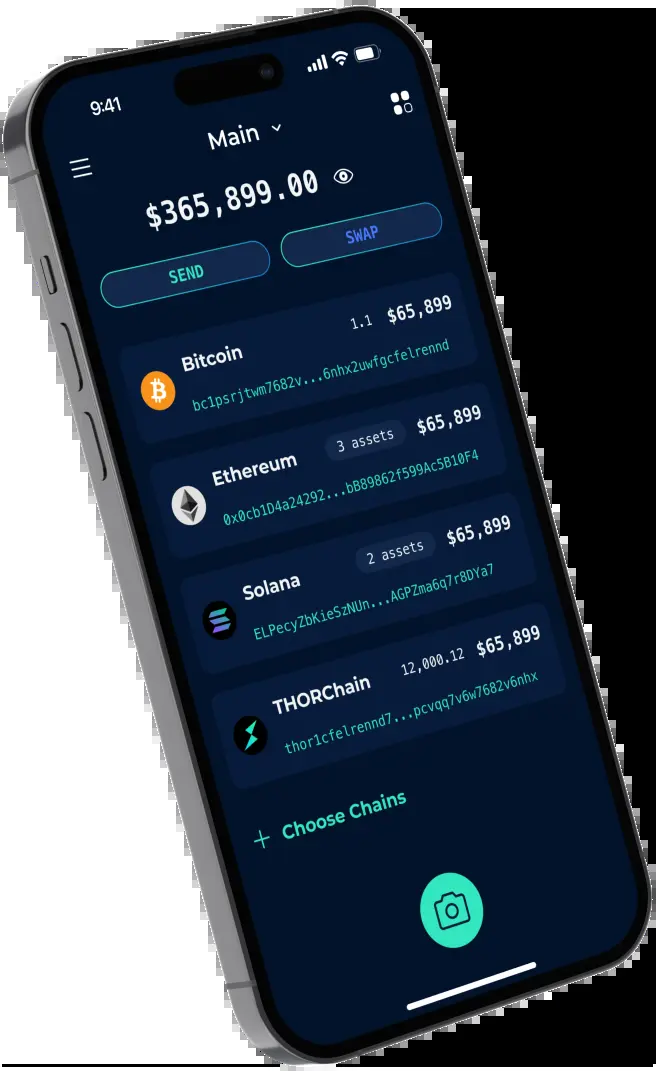 9:41
Main
$365,899.00
SEND
SWAP
Bitcoin 1.1 $65,899
bc1psrjtwm7682v...6nhx2uwfgcfelrennd
Ethereum 3 assets $65,899
0x0cb1D4a24292...bB89862f599Ac5B10F4
Solana 2 assets $65,899
ELPecyZbKieSzNUn...AGPZma6q7r8DYa7
THORChain 12,000.12 $65,899
thor1cfelrennd7...pcvqq7v6w7682v6nhx
+ Choose Chains